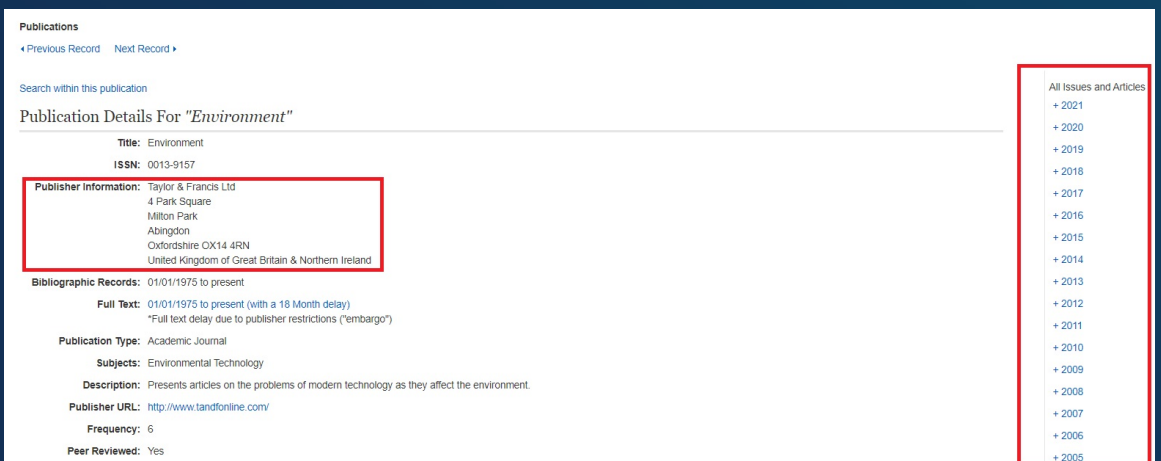 Publications
Previous Record Next Record
Search within this publication
Publication Details For "Environment"
Title: Environment
ISSN: 0013-9157
Publisher Information: Taylor & Francis Ltd
4 Park Square
Milton Park
Abingdon
Oxfordshire OX14 4RN
United Kingdom of Great Britain & Northern Ireland
Bibliographic Records: 01/01/1975 to present
Full Text: 01/01/1975 to present (with a 18 Month delay)
*Full text delay due to publisher restrictions ("embargo")
Publication Type: Academic Journal
Subjects: Environmental Technology
Description: Presents articles on the problems of modern technology as they affect the environment.
Publisher URL: http://www.tandfonline.com/
Frequency: 6
Peer Reviewed: Yes
All Issues and Articles
+ 2021
+ 2020
+ 2019
+ 2018
+ 2017
+ 2016
+ 2015
+ 2014
+ 2013
+ 2012
+ 2011
+ 2010
+ 2009
+ 2008
+ 2007
+ 2006
+ 2005